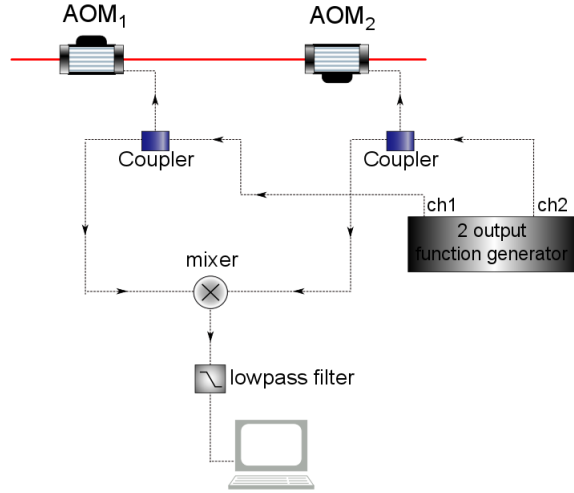 AOM₁
AOM₂
Coupler
Coupler
ch1
ch2
2 output
function generator
mixer
lowpass filter